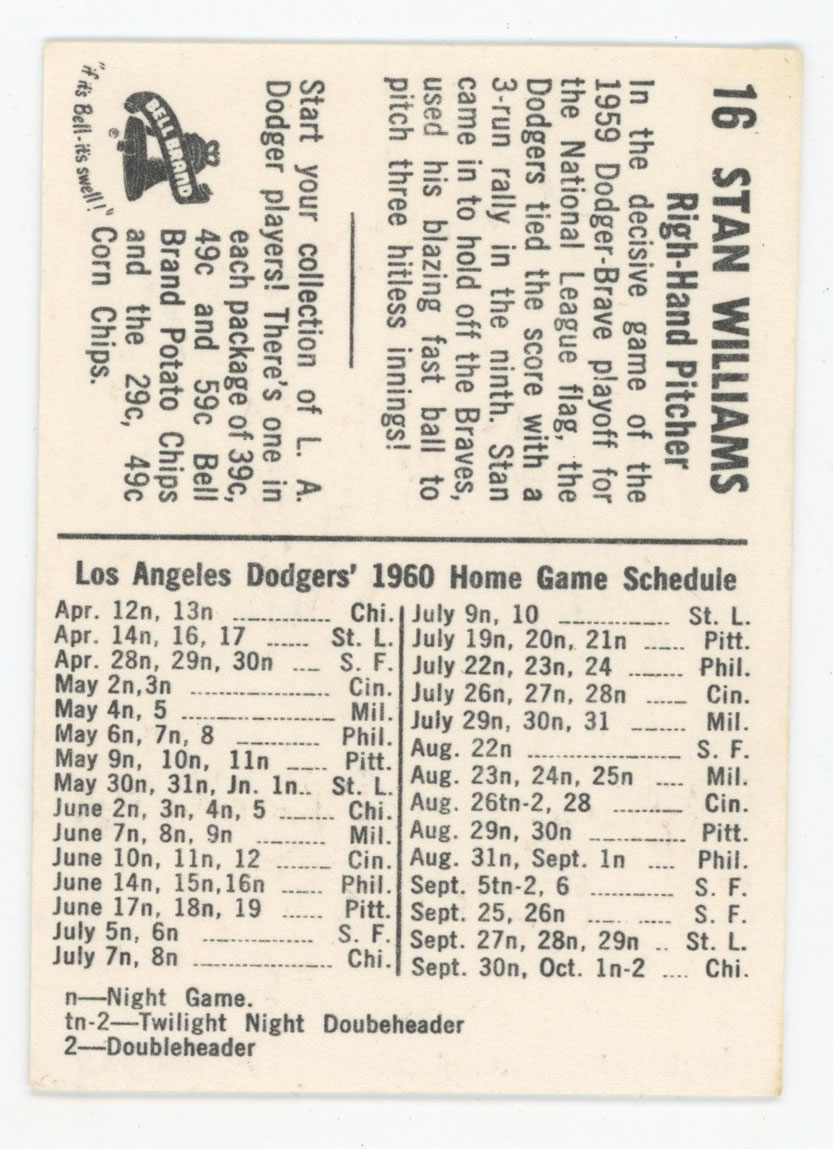 16 STAN WILLIAMS
Righ-Hand Pitcher
In the decisive game of the
1959 Dodger-Brave playoff for
the National League flag, the
Dodgers tied the score with a
3-run rally in the ninth. Stan
came in to hold off the Braves,
used his blazing fast ball to
pitch three hitless innings!
Start your collection of L. A.
Dodger players! There's one in
each package of 39c,
49c and 59c Bell
Brand Potato Chips
and the 29c, 49c
Corn Chips.
BELL BRAND
®
"if it's Bell-it's swell!"
Los Angeles Dodgers' 1960 Home Game Schedule
Apr. 12n, 13n ............ Chi.
Apr. 14n, 16, 17 ...... St. L.
Apr. 28n, 29n, 30n .... S. F.
May 2n,3n ................ Cin.
May 4n, 5 ................. Mil.
May 6n, 7n, 8 .......... Phil.
May 9n, 10n, 11n ..... Pitt.
May 30n, 31n, Jn. 1n.. St. L.
June 2n, 3n, 4n, 5 ...... Chi.
June 7n, 8n, 9n .......... Mil.
June 10n, 11n, 12 ...... Cin.
June 14n, 15n,16n ..... Phil.
June 17n, 18n, 19 ..... Pitt.
July 5n, 6n .............. S. F.
July 7n, 8n ................ Chi.
July 9n, 10 .............. St. L.
July 19n, 20n, 21n ..... Pitt.
July 22n, 23n, 24 ....... Phil.
July 26n, 27n, 28n ..... Cin.
July 29n, 30n, 31 ....... Mil.
Aug. 22n ................... S. F.
Aug. 23n, 24n, 25n .... Mil.
Aug. 26tn-2, 28 .......... Cin.
Aug. 29n, 30n ............ Pitt.
Aug. 31n, Sept. 1n .... Phil.
Sept. 5tn-2, 6 ........... S. F.
Sept. 25, 26n .... ..... S. F.
Sept. 27n, 28n, 29n .. St. L.
Sept. 30n, Oct. 1n-2 .... Chi.
n—Night Game.
tn-2—Twilight Night Doubeheader
2—Doubleheader